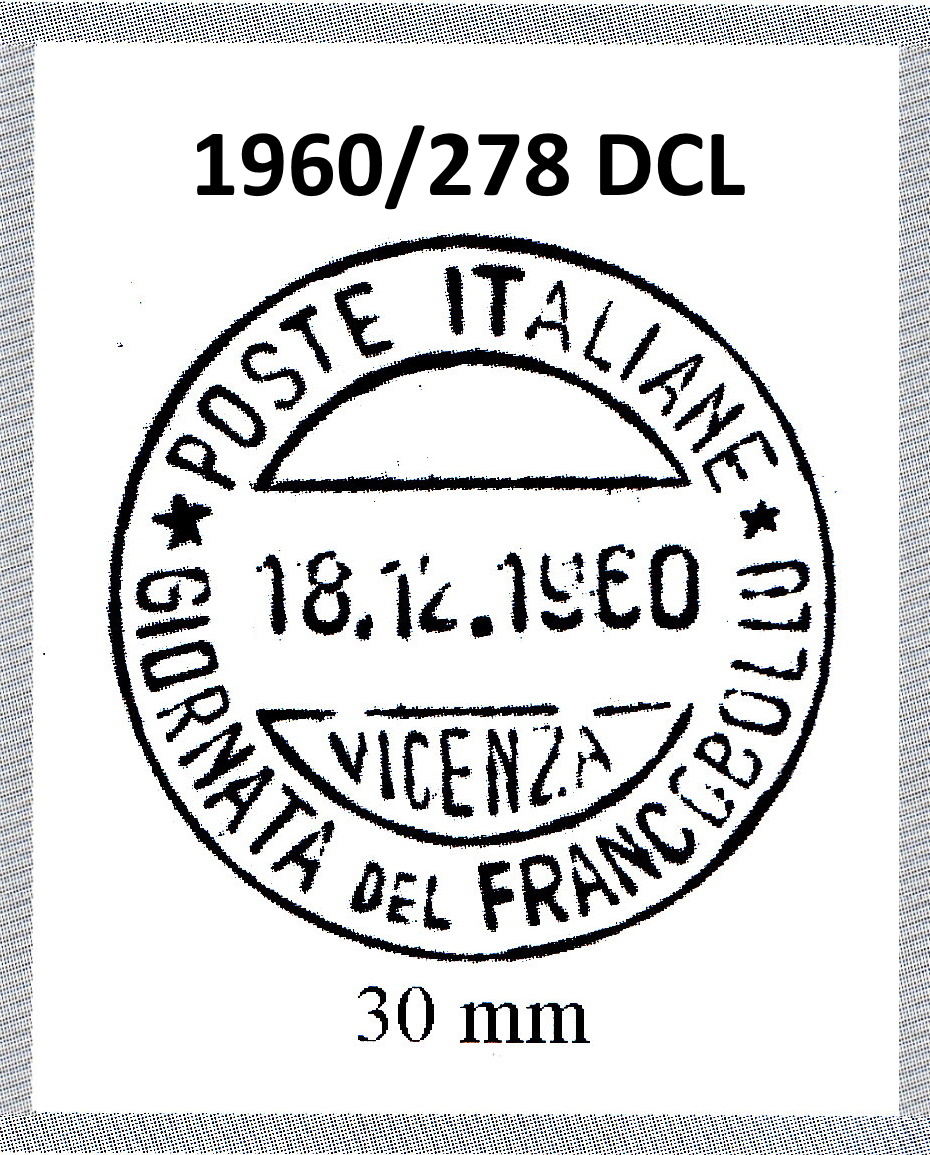 1960/278 DCL
★ POSTE ITALIANE ★
18.12.1960
VICENZA
GIORNATA DEL FRANCOBOLLO
30 mm